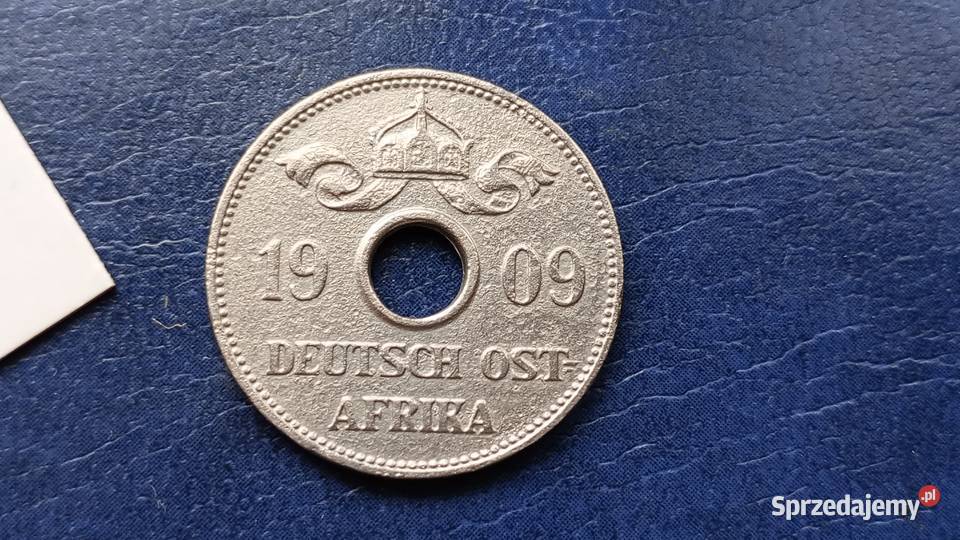 19 09
DEUTSCH OST-
AFRIKA
Sprzedajemy.pl